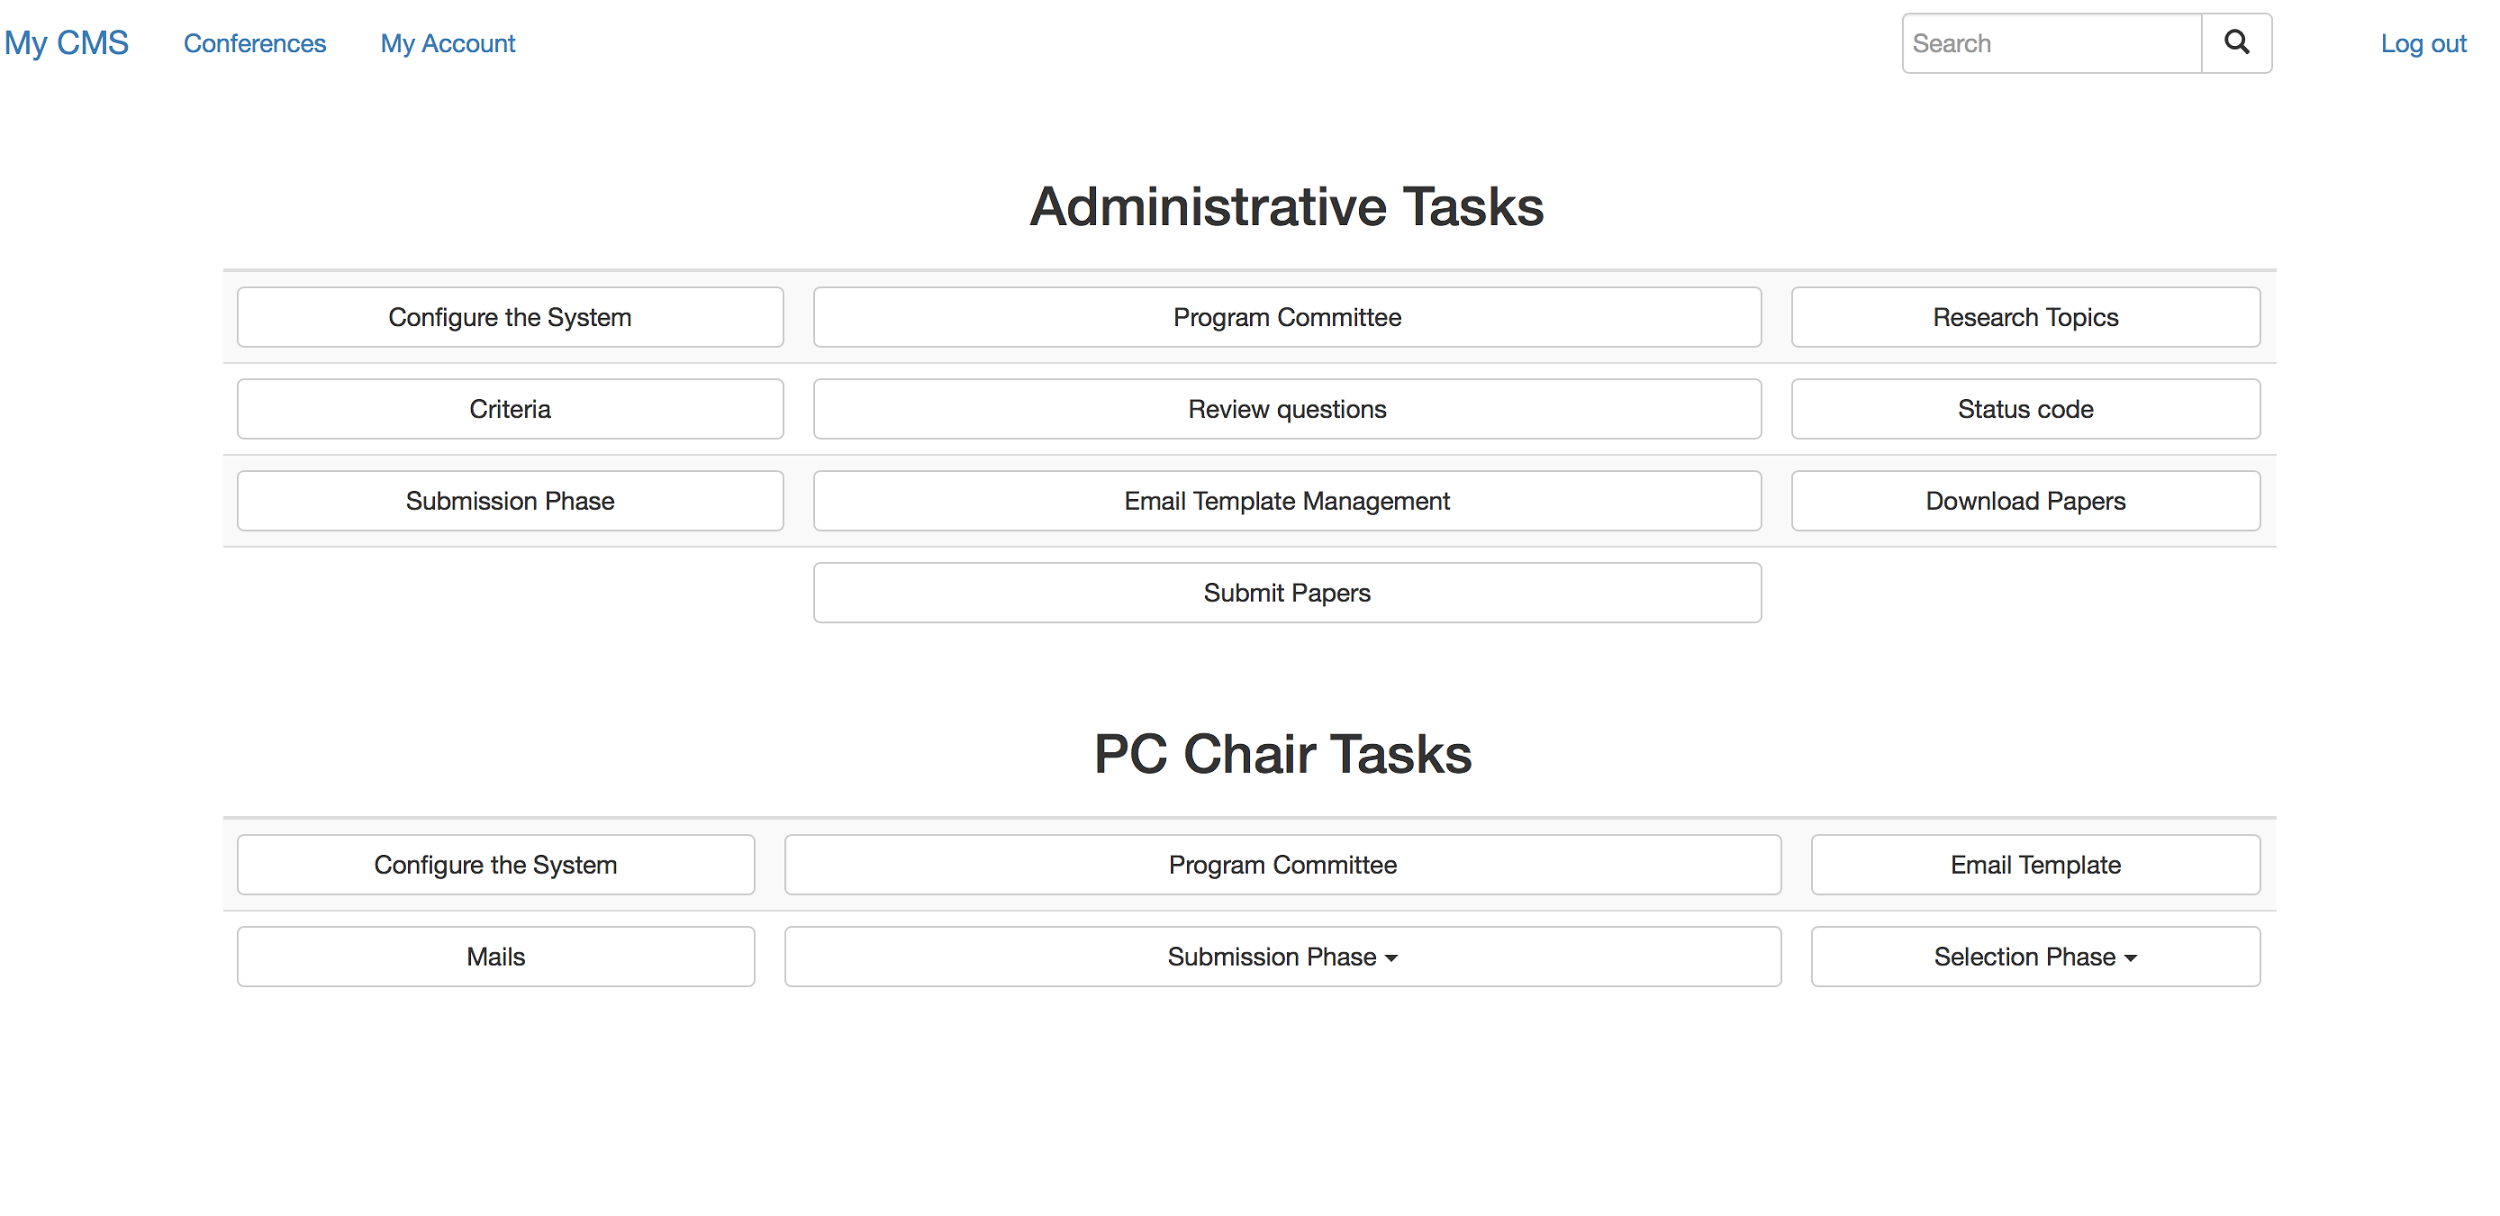 My CMS Conferences My Account Search Log out
Administrative Tasks
Configure the System Program Committee Research Topics
Criteria Review questions Status code
Submission Phase Email Template Management Download Papers
Submit Papers
PC Chair Tasks
Configure the System Program Committee Email Template
Mails Submission Phase Selection Phase